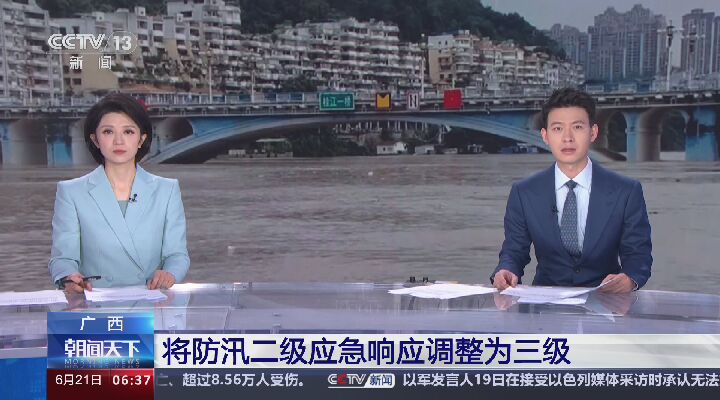 CCTV 13
新闻
桂江一桥
广西
朝闻天下
MORNING NEWS
将防汛二级应急响应调整为三级
6月21日 06:37 亡、超过8.56万人受伤。 CCTV新闻 以军发言人19日在接受以色列媒体采访时承认无法